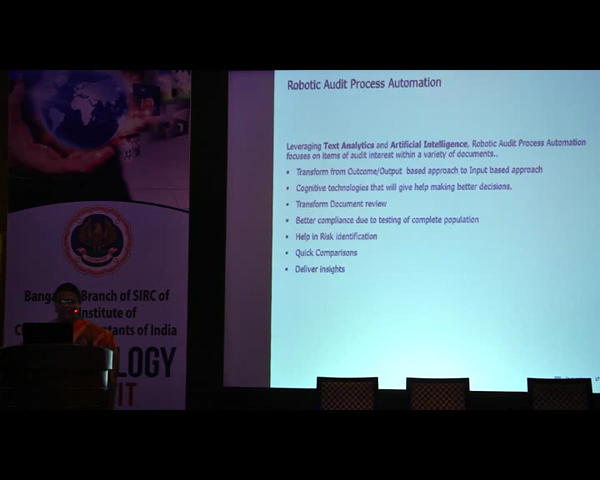 Robotic Audit Process Automation
Leveraging Text Analytics and Artificial Intelligence, Robotic Audit Process Automation
focuses on items of audit interest within a variety of documents..
• Transform from Outcome/Output based approach to Input based approach
• Cognitive technologies that will give help making better decisions.
• Transform Document review
• Better compliance due to testing of complete population
• Help in Risk identification
• Quick Comparisons
• Deliver insights
Branch of SIRC of
Institute of
of India